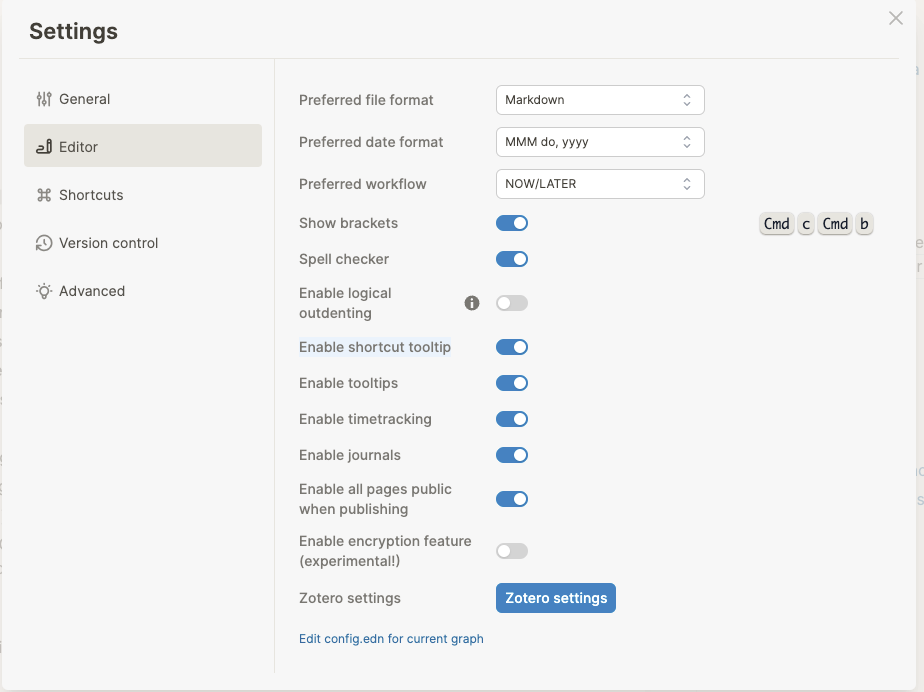 Settings
General
Editor
Shortcuts
Version control
Advanced
Preferred file format
Markdown
Preferred date format
MMM do, yyyy
Preferred workflow
NOW/LATER
Show brackets
Cmd c Cmd b
Spell checker
Enable logical
outdenting
Enable shortcut tooltip
Enable tooltips
Enable timetracking
Enable journals
Enable all pages public
when publishing
Enable encryption feature
(experimental!)
Zotero settings
Zotero settings
Edit config.edn for current graph